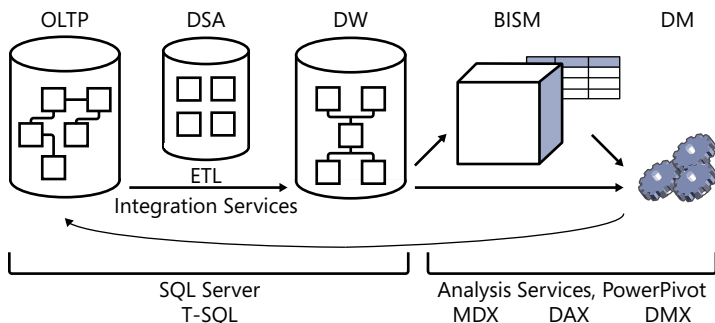 OLTP DSA DW BISM DM
ETL
Integration Services
SQL Server Analysis Services, PowerPivot
T-SQL MDX DAX DMX